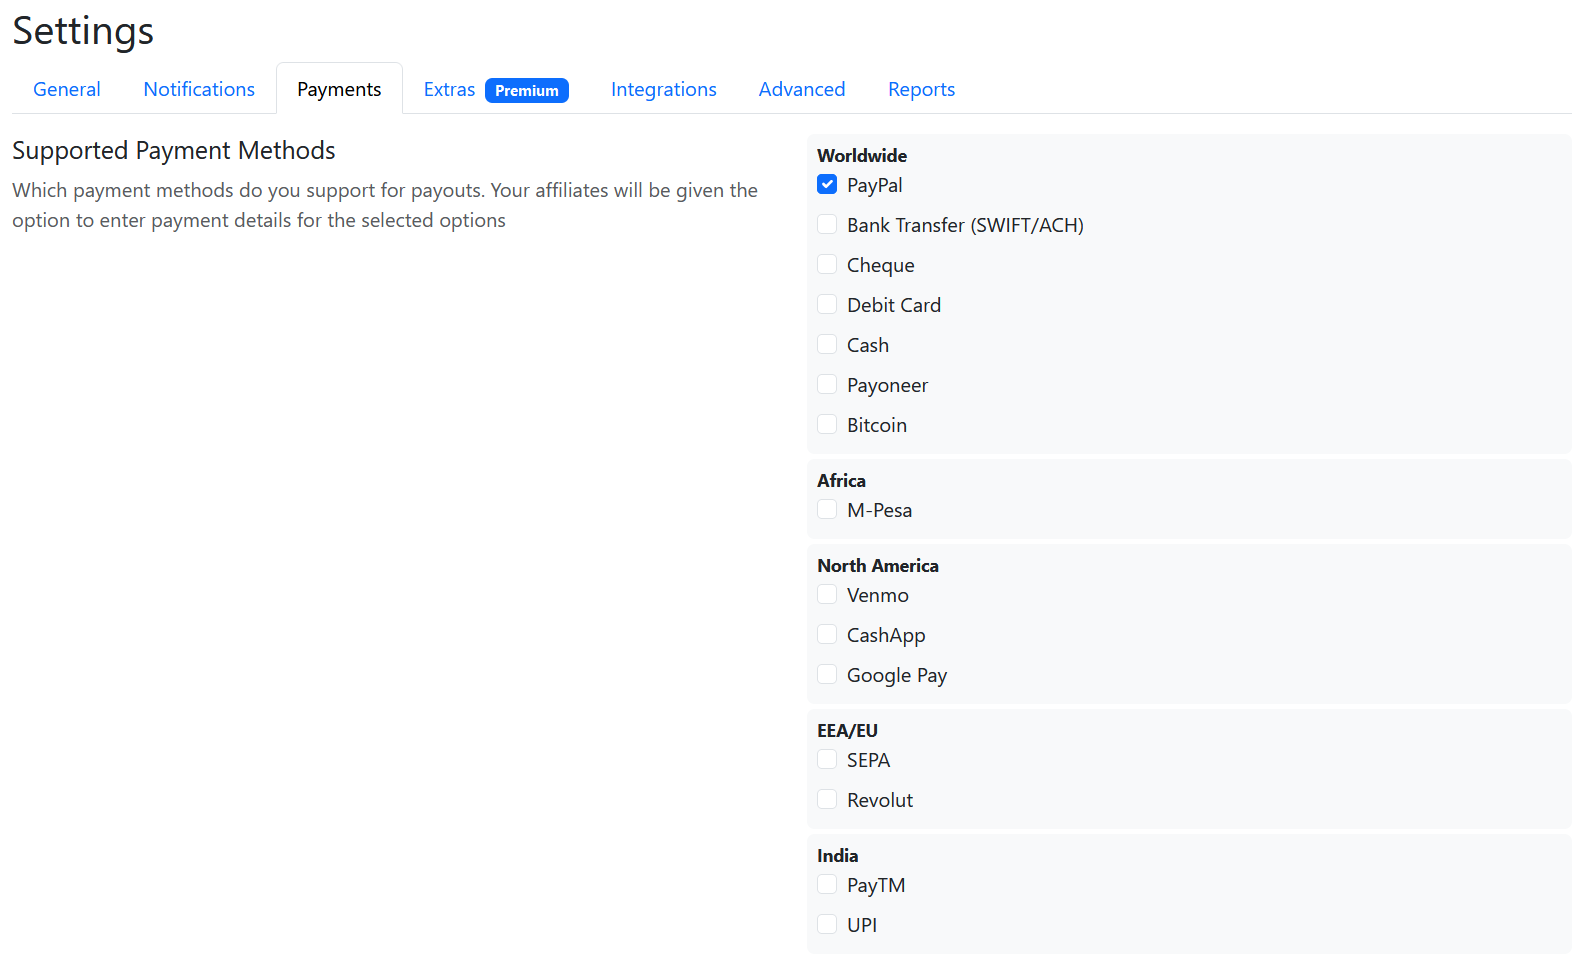 Settings
General Notifications Payments Extras Premium Integrations Advanced Reports
Supported Payment Methods
Which payment methods do you support for payouts. Your affiliates will be given the
option to enter payment details for the selected options
Worldwide
PayPal
Bank Transfer (SWIFT/ACH)
Cheque
Debit Card
Cash
Payoneer
Bitcoin
Africa
M-Pesa
North America
Venmo
CashApp
Google Pay
EEA/EU
SEPA
Revolut
India
PayTM
UPI